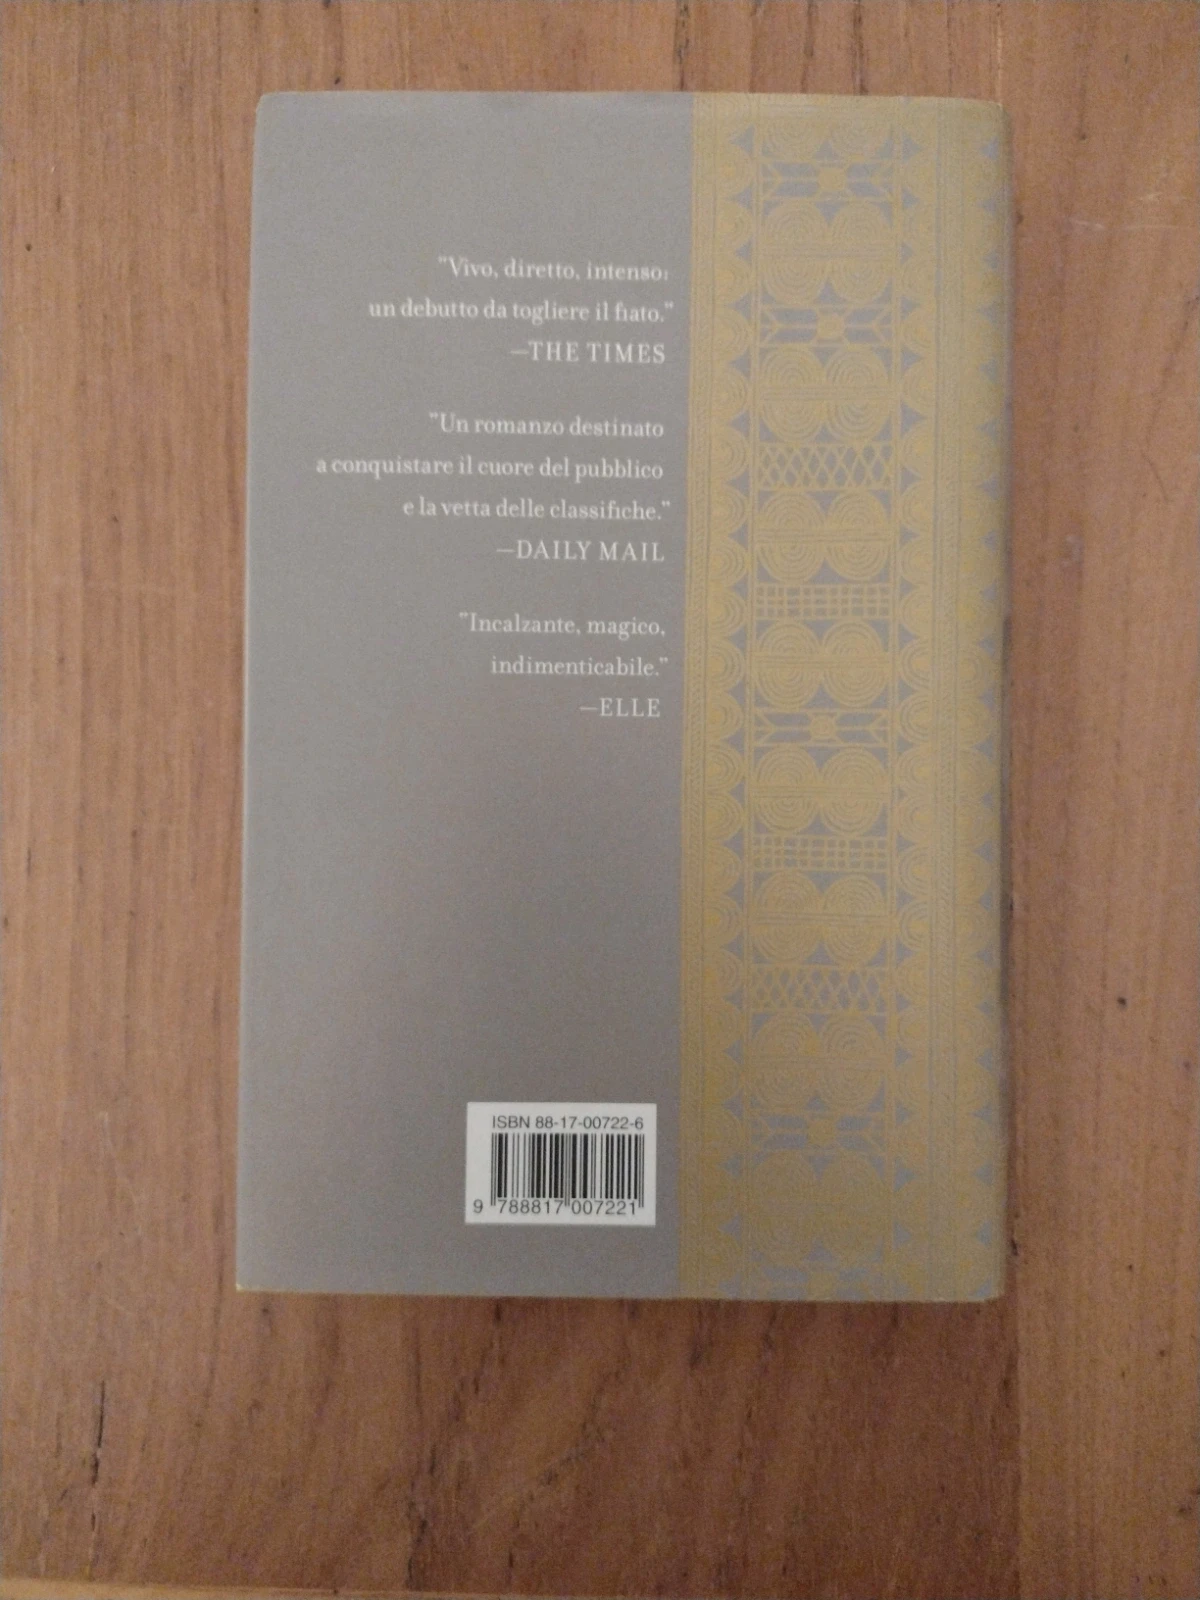 "Vivo, diretto, intenso:
un debutto da togliere il fiato."
—THE TIMES
"Un romanzo destinato
a conquistare il cuore del pubblico
e la vetta delle classifiche."
—DAILY MAIL
"Incalzante, magico,
indimenticabile."
—ELLE
ISBN 88-17-00722-6
9 788817 007221